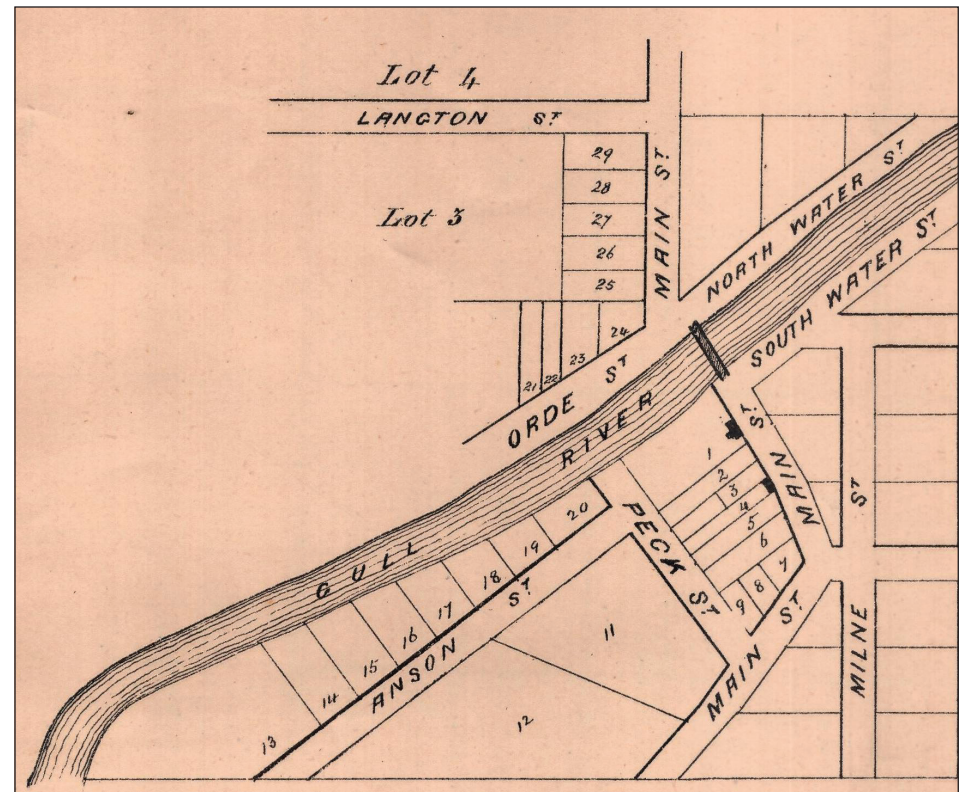 Lot 4
LANGTON ST
29
28
27
26
25
Lot 3
MAIN ST
NORTH WATER ST
SOUTH WATER ST
24
23
22
21
ORDE ST
GULL RIVER
MAIN ST
1
2
3
4
5
6
7
8
9
PECK ST
MAIN ST
MILNE ST
20
19
18
17
16
15
14
13
ANSON ST
11
12